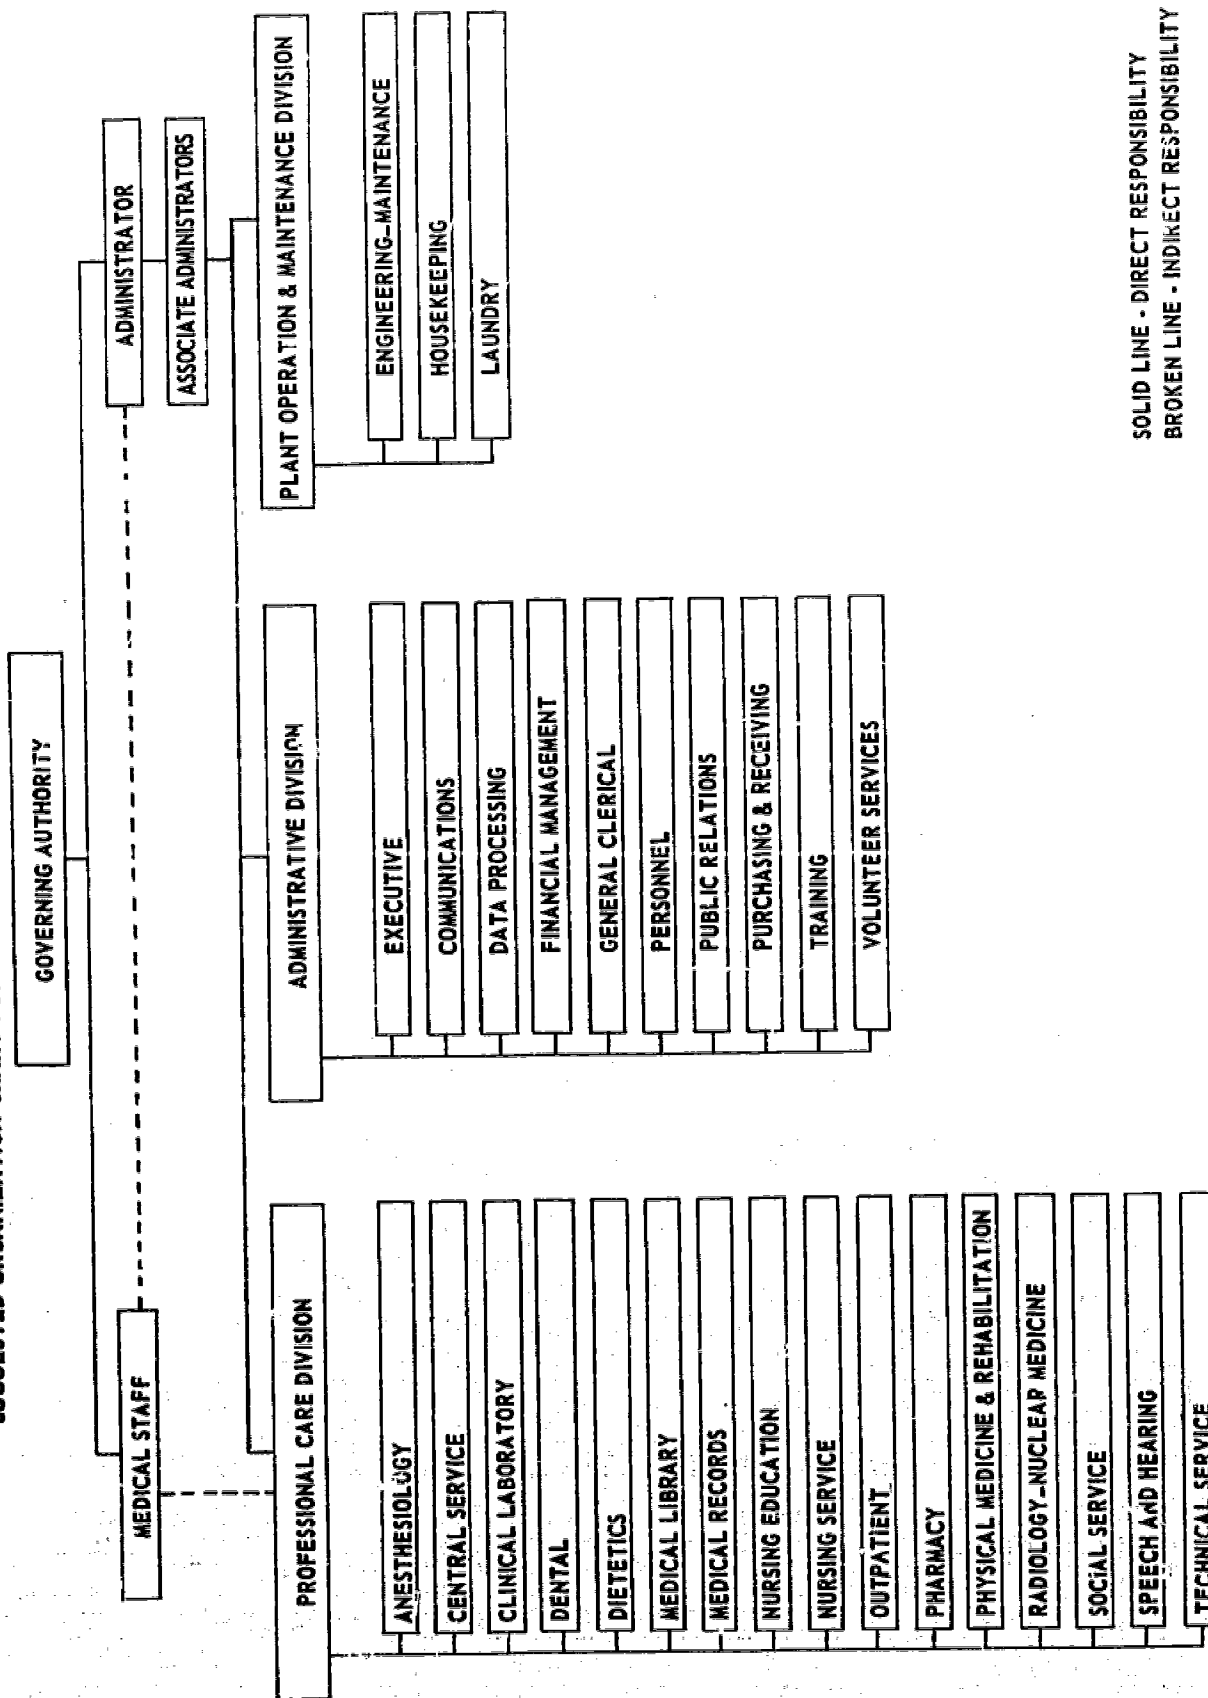 GOVERNING AUTHORITY
MEDICAL STAFF
ADMINISTRATOR
ASSOCIATE ADMINISTRATORS
PROFESSIONAL CARE DIVISION
ANESTHESIOLOGY
CENTRAL SERVICE
CLINICAL LABORATORY
DENTAL
DIETETICS
MEDICAL LIBRARY
MEDICAL RECORDS
NURSING EDUCATION
NURSING SERVICE
OUTPATIENT
PHARMACY
PHYSICAL MEDICINE & REHABILITATION
RADIOLOGY-NUCLEAR MEDICINE
SOCIAL SERVICE
SPEECH AND HEARING
TECHNICAL SERVICE
ADMINISTRATIVE DIVISION
EXECUTIVE
COMMUNICATIONS
DATA PROCESSING
FINANCIAL MANAGEMENT
GENERAL CLERICAL
PERSONNEL
PUBLIC RELATIONS
PURCHASING & RECEIVING
TRAINING
VOLUNTEER SERVICES
PLANT OPERATION & MAINTENANCE DIVISION
ENGINEERING-MAINTENANCE
HOUSEKEEPING
LAUNDRY
SOLID LINE - DIRECT RESPONSIBILITY
BROKEN LINE - INDIRECT RESPONSIBILITY